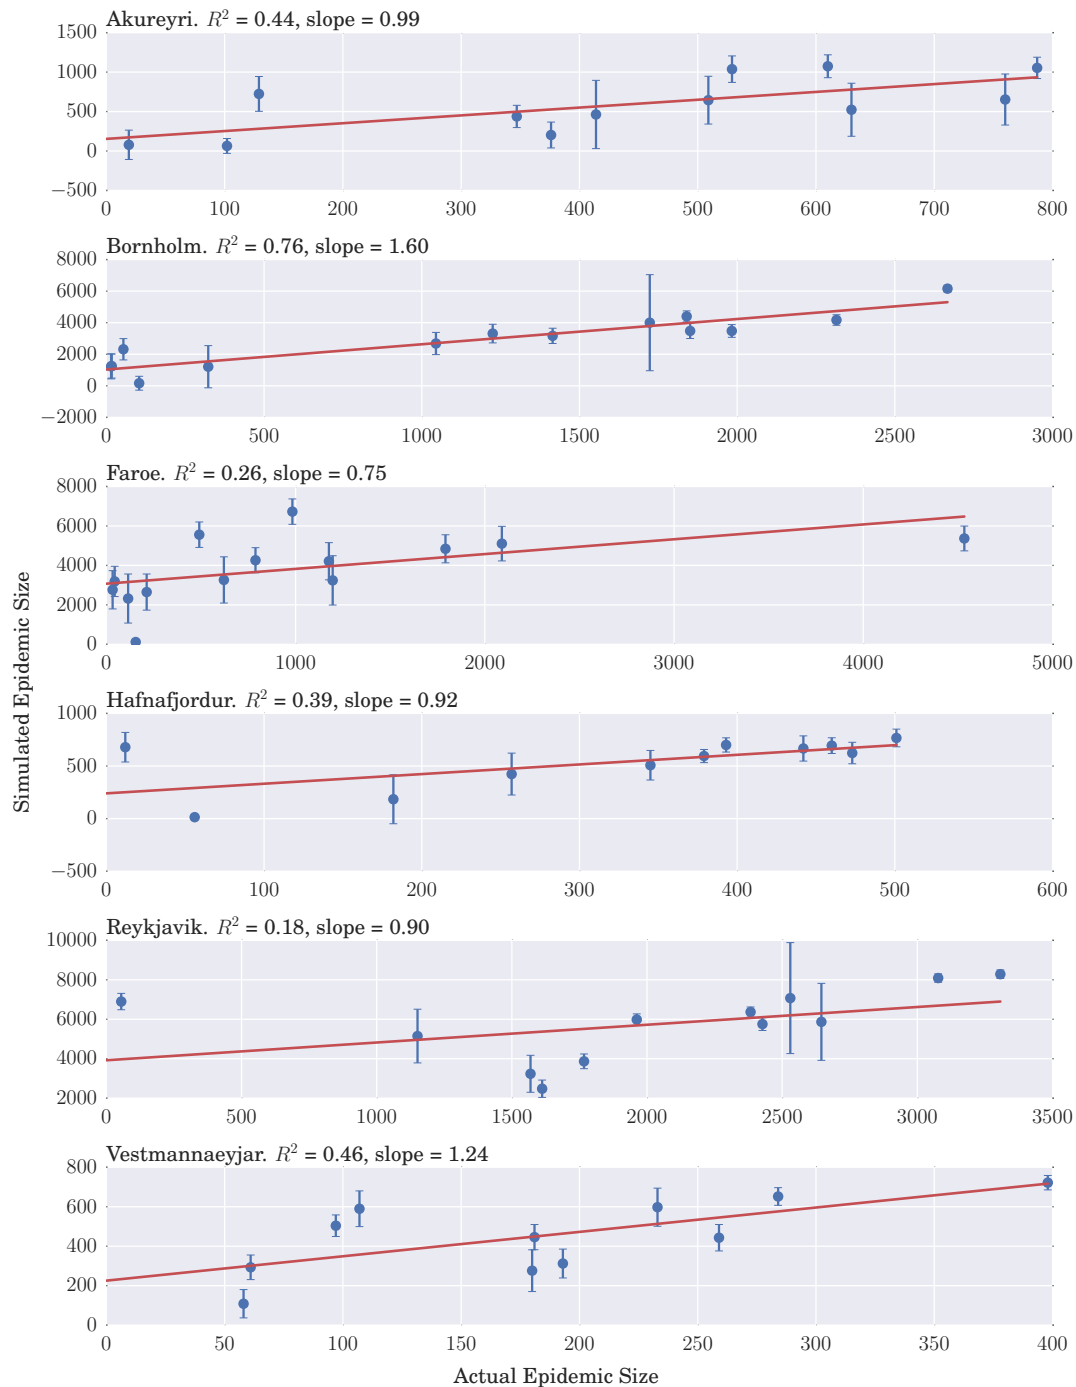 Akureyri. R² = 0.44, slope = 0.99
1500
1000
500
0
−500
0 100 200 300 400 500 600 700 800
Bornholm. R² = 0.76, slope = 1.60
8000
6000
4000
2000
0
−2000
0 500 1000 1500 2000 2500 3000
Faroe. R² = 0.26, slope = 0.75
8000
6000
4000
2000
0
0 1000 2000 3000 4000 5000
Simulated Epidemic Size
Hafnafjordur. R² = 0.39, slope = 0.92
1000
500
0
−500
0 100 200 300 400 500 600
Reykjavik. R² = 0.18, slope = 0.90
10000
8000
6000
4000
2000
0 500 1000 1500 2000 2500 3000 3500
Vestmannaeyjar. R² = 0.46, slope = 1.24
800
600
400
200
0
0 50 100 150 200 250 300 350 400
Actual Epidemic Size